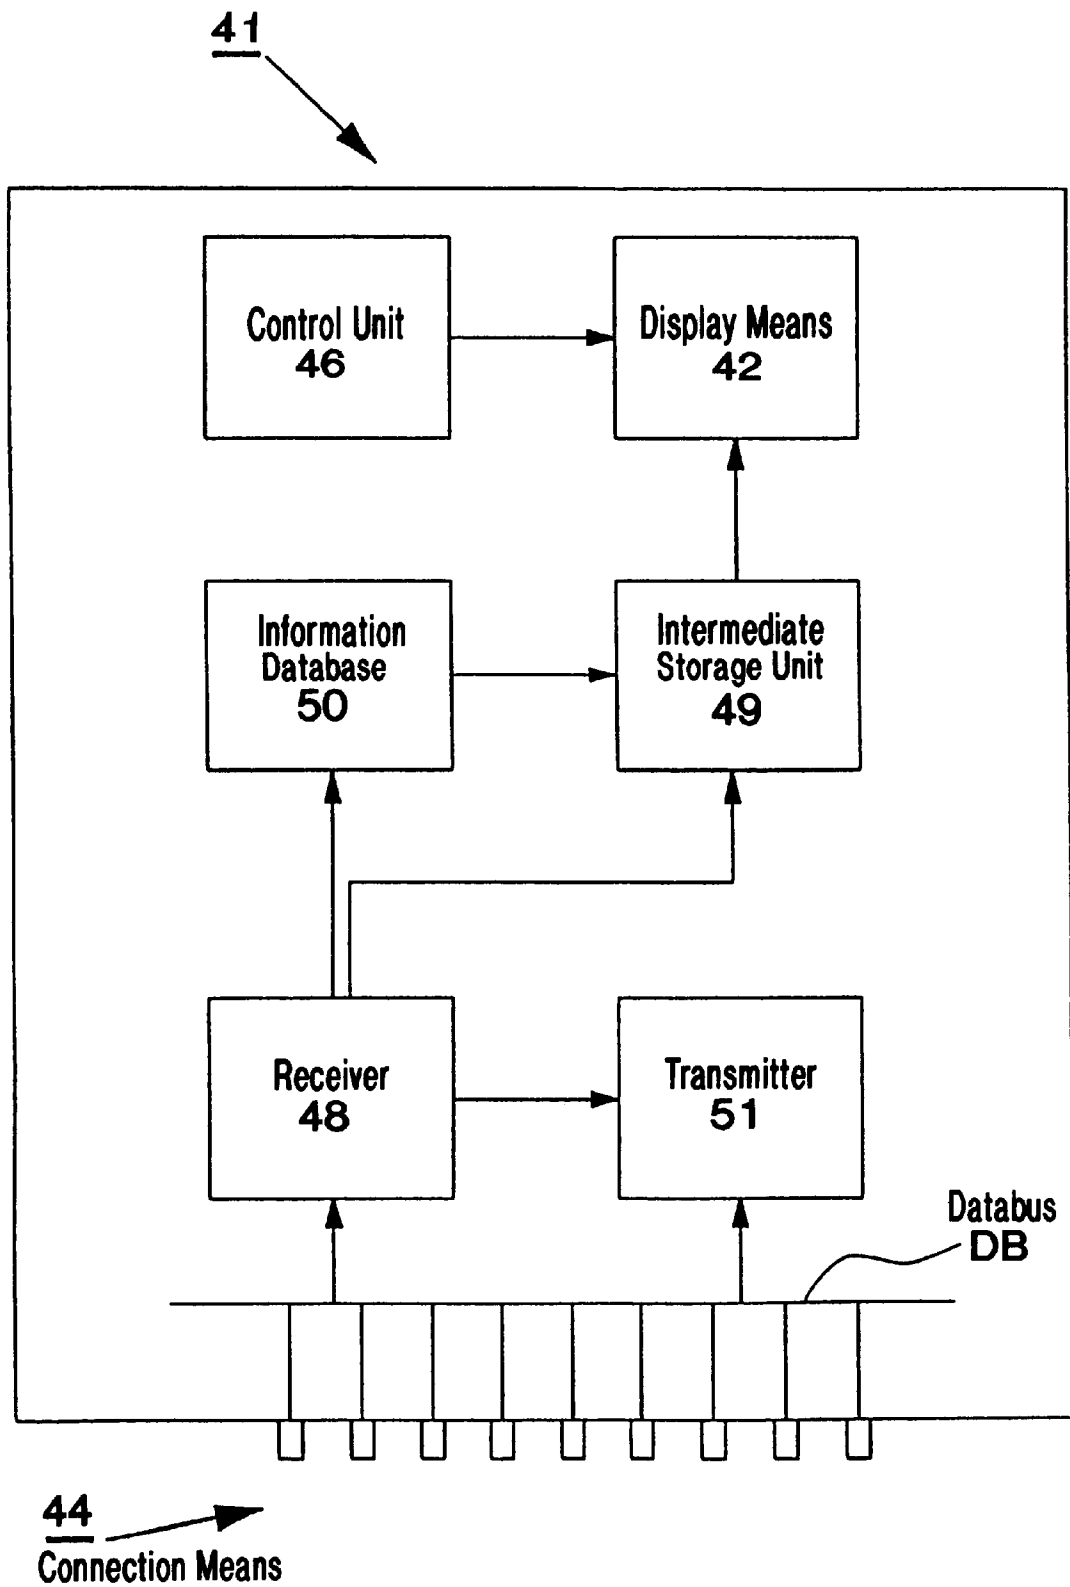 41
Control Unit
46
Display Means
42
Information
Database
50
Intermediate
Storage Unit
49
Receiver
48
Transmitter
51
Databus
DB
44
Connection Means